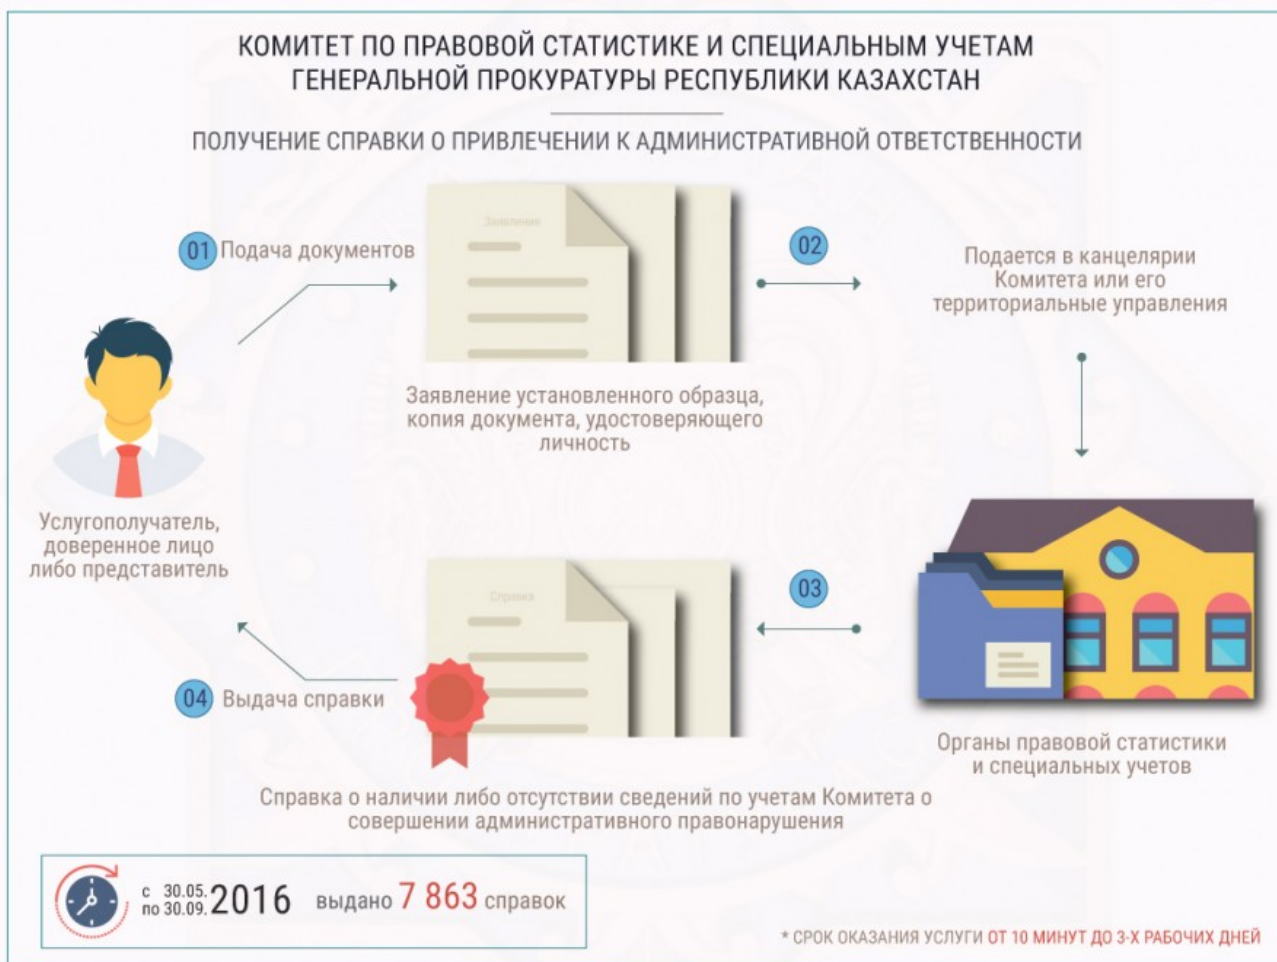 КОМИТЕТ ПО ПРАВОВОЙ СТАТИСТИКЕ И СПЕЦИАЛЬНЫМ УЧЕТАМ
ГЕНЕРАЛЬНОЙ ПРОКУРАТУРЫ РЕСПУБЛИКИ КАЗАХСТАН
ПОЛУЧЕНИЕ СПРАВКИ О ПРИВЛЕЧЕНИИ К АДМИНИСТРАТИВНОЙ ОТВЕТСТВЕННОСТИ
01 Подача документов
Заявление
Заявление установленного образца,
копия документа, удостоверяющего
личность
02
Подается в канцелярии
Комитета или его
территориальные управления
Услугополучатель,
доверенное лицо
либо представитель
Органы правовой статистики
и специальных учетов
03
Справка
Справка о наличии либо отсутствии сведений по учетам Комитета о
совершении административного правонарушения
04 Выдача справки
с 30.05.
по 30.09. 2016 выдано 7 863 справок
* СРОК ОКАЗАНИЯ УСЛУГИ ОТ 10 МИНУТ ДО 3-Х РАБОЧИХ ДНЕЙ